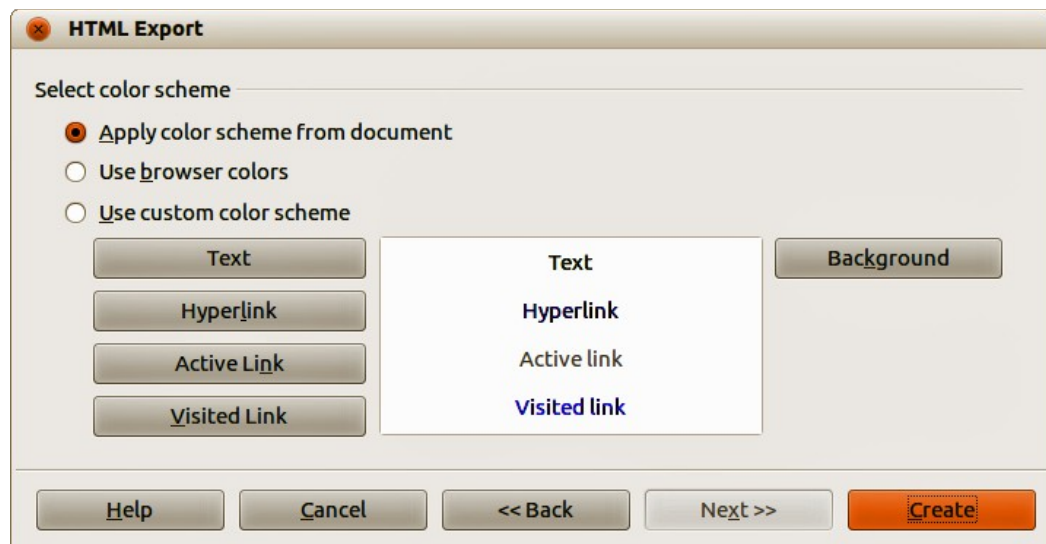 HTML Export
Select color scheme
Apply color scheme from document
Use browser colors
Use custom color scheme
Text
Text
Background
Hyperlink
Hyperlink
Active Link
Active link
Visited Link
Visited link
Help
Cancel
<< Back
Next >>
Create